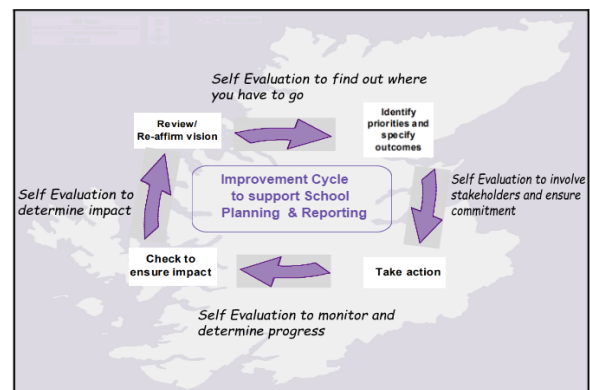 Self Evaluation to find out where
you have to go
Review/
Re-affirm vision
Identify
priorities and
specify
outcomes
Improvement Cycle
to support School
Planning & Reporting
Self Evaluation to
determine impact
Self Evaluation to involve
stakeholders and ensure
commitment
Check to
ensure impact
Take action
Self Evaluation to monitor and
determine progress